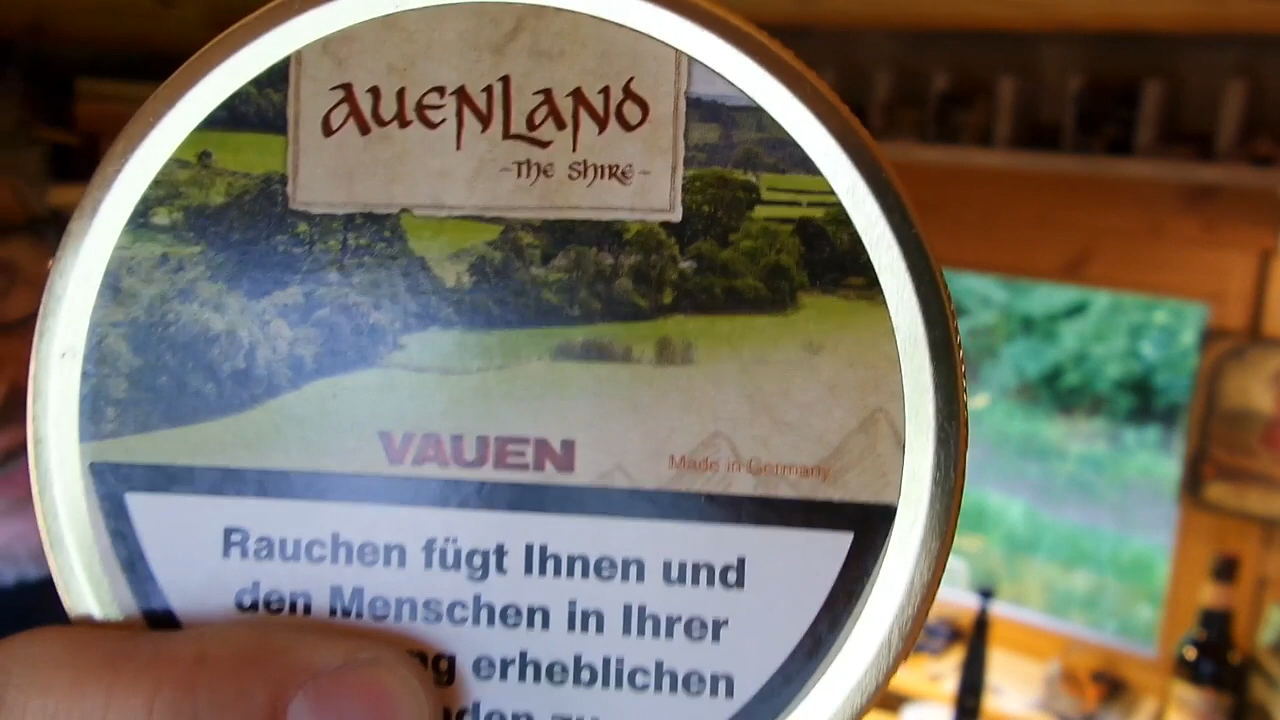 AUENLAND
-The Shire-
VAUEN
Made in Germany
Rauchen fügt Ihnen und
den Menschen in Ihrer
erheblichen